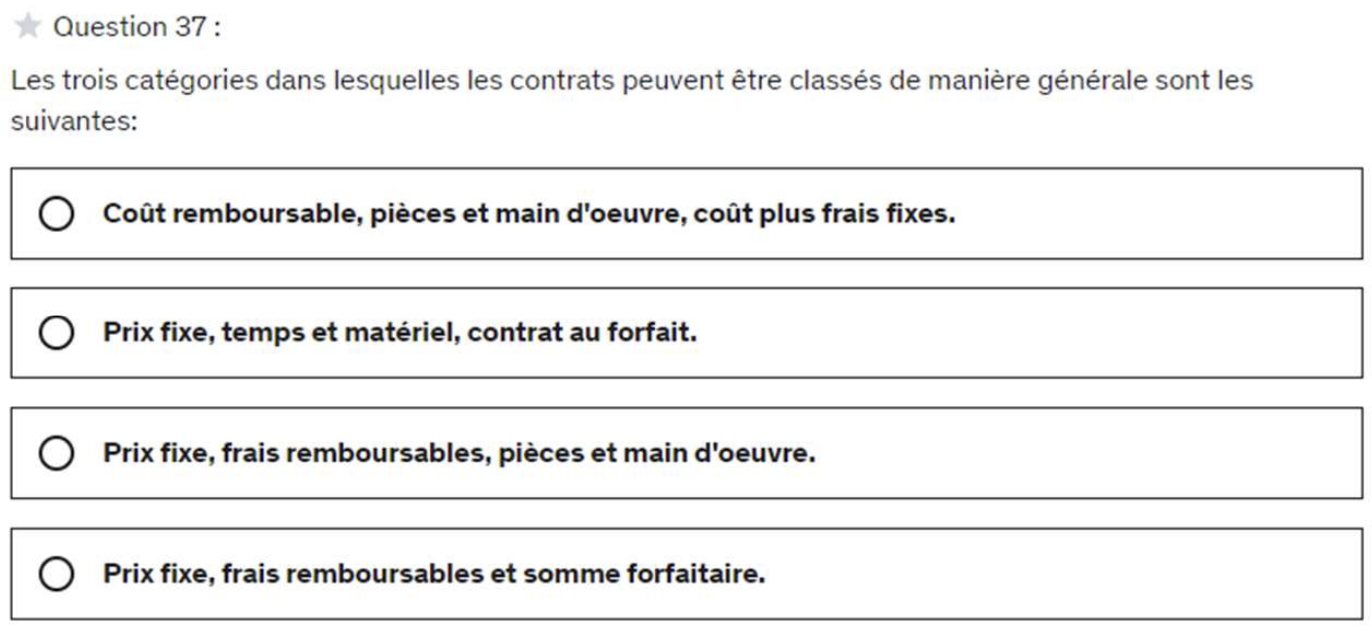 Question 37 :
Les trois catégories dans lesquelles les contrats peuvent être classés de manière générale sont les
suivantes:
Coût remboursable, pièces et main d'oeuvre, coût plus frais fixes.
Prix fixe, temps et matériel, contrat au forfait.
Prix fixe, frais remboursables, pièces et main d'oeuvre.
Prix fixe, frais remboursables et somme forfaitaire.